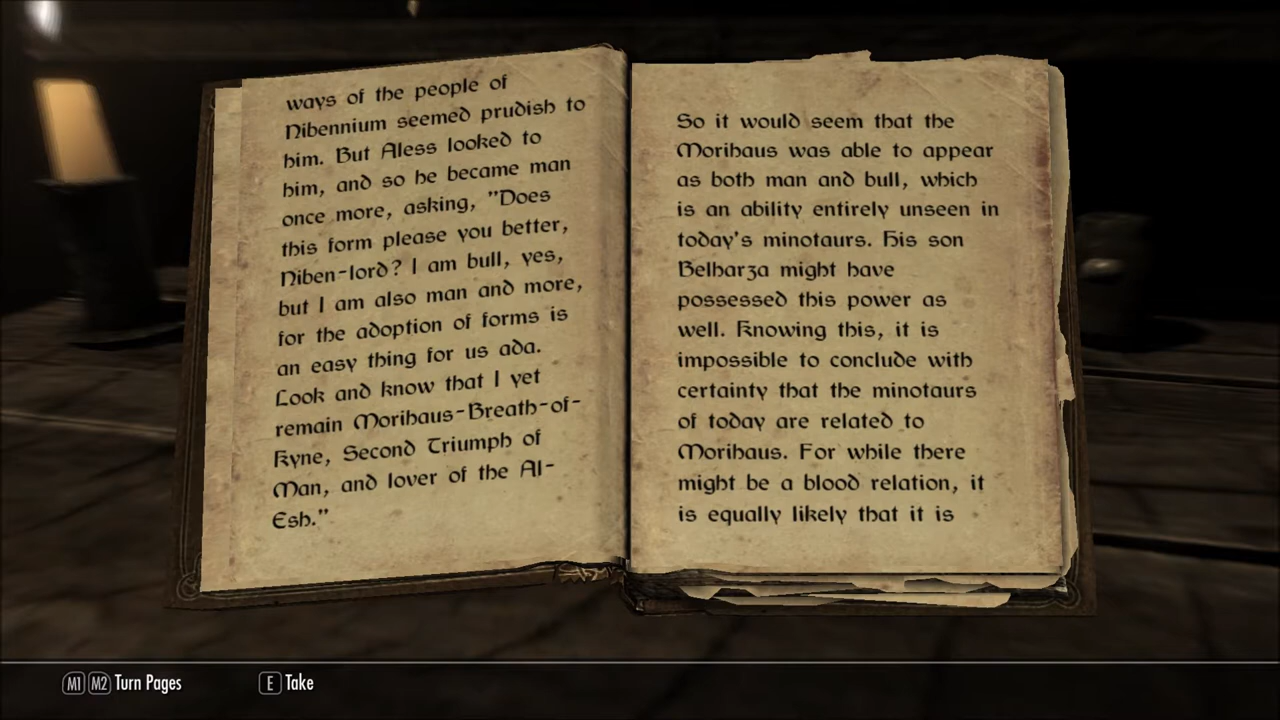 ways of the people of
Nibennium seemed prudish to
him. But Aless looked to
him, and so he became man
once more, asking, "Does
this form please you better,
Niben-lord? I am bull, yes,
but I am also man and more,
for the adoption of forms is
an easy thing for us ada.
Look and know that I yet
remain Morihaus-Breath-of-
Kyne, Second Triumph of
Man, and lover of the Al-
Esh."
So it would seem that the
Morihaus was able to appear
as both man and bull, which
is an ability entirely unseen in
today's minotaurs. His son
Belharza might have
possessed this power as
well. Knowing this, it is
impossible to conclude with
certainty that the minotaurs
of today are related to
Morihaus. For while there
might be a blood relation, it
is equally likely that it is
M1 M2 Turn Pages
E Take